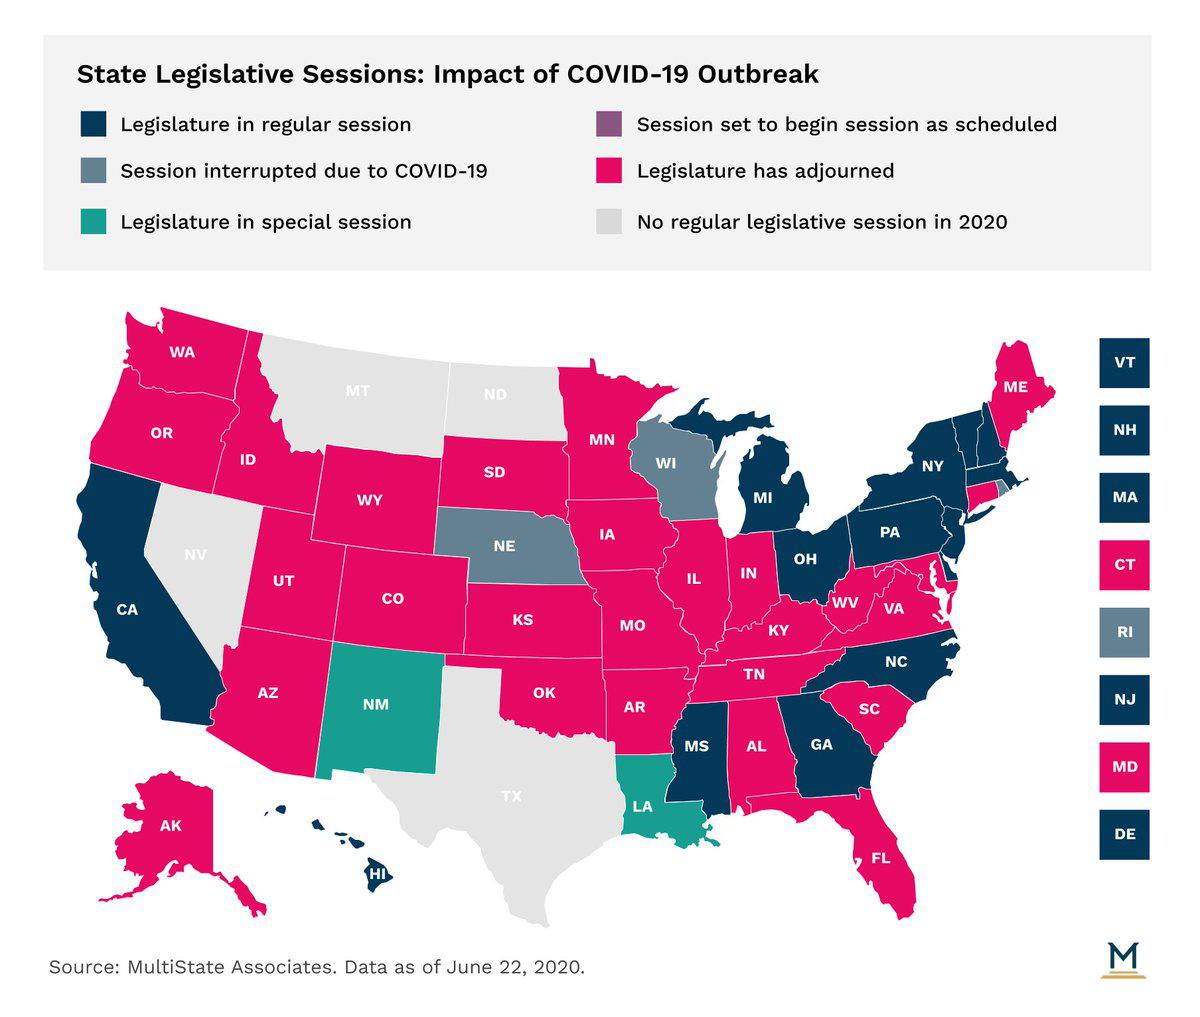 State Legislative Sessions: Impact of COVID-19 Outbreak
Legislature in regular session
Session set to begin session as scheduled
Session interrupted due to COVID-19
Legislature has adjourned
Legislature in special session
No regular legislative session in 2020
WA
MT
ND
ME
VT
OR
MN
NH
ID
SD
WI
NY
WY
MI
MA
NE
IA
PA
NV
OH
CT
UT
CO
IL
IN
WV
VA
CA
KS
MO
KY
RI
NC
AZ
NM
OK
AR
TN
SC
NJ
MS
AL
GA
MD
TX
LA
AK
HI
FL
DE
M
Source: MultiState Associates. Data as of June 22, 2020.